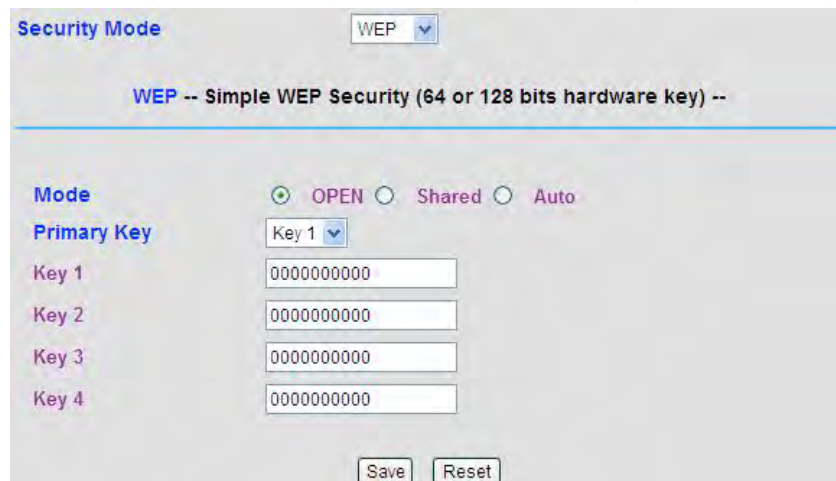 Security Mode WEP
WEP -- Simple WEP Security (64 or 128 bits hardware key) --
Mode OPEN Shared Auto
Primary Key Key 1
Key 1 0000000000
Key 2 0000000000
Key 3 0000000000
Key 4 0000000000
Save Reset